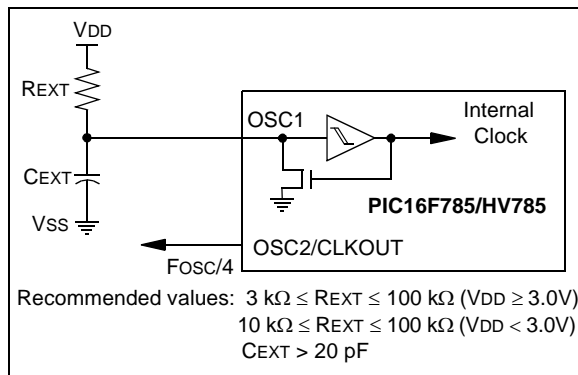 VDD
REXT
OSC1
Internal
Clock
CEXT
PIC16F785/HV785
VSS
OSC2/CLKOUT
FOSC/4
Recommended values: 3 kΩ ≤ REXT ≤ 100 kΩ (VDD ≥ 3.0V)
10 kΩ ≤ REXT ≤ 100 kΩ (VDD < 3.0V)
CEXT > 20 pF